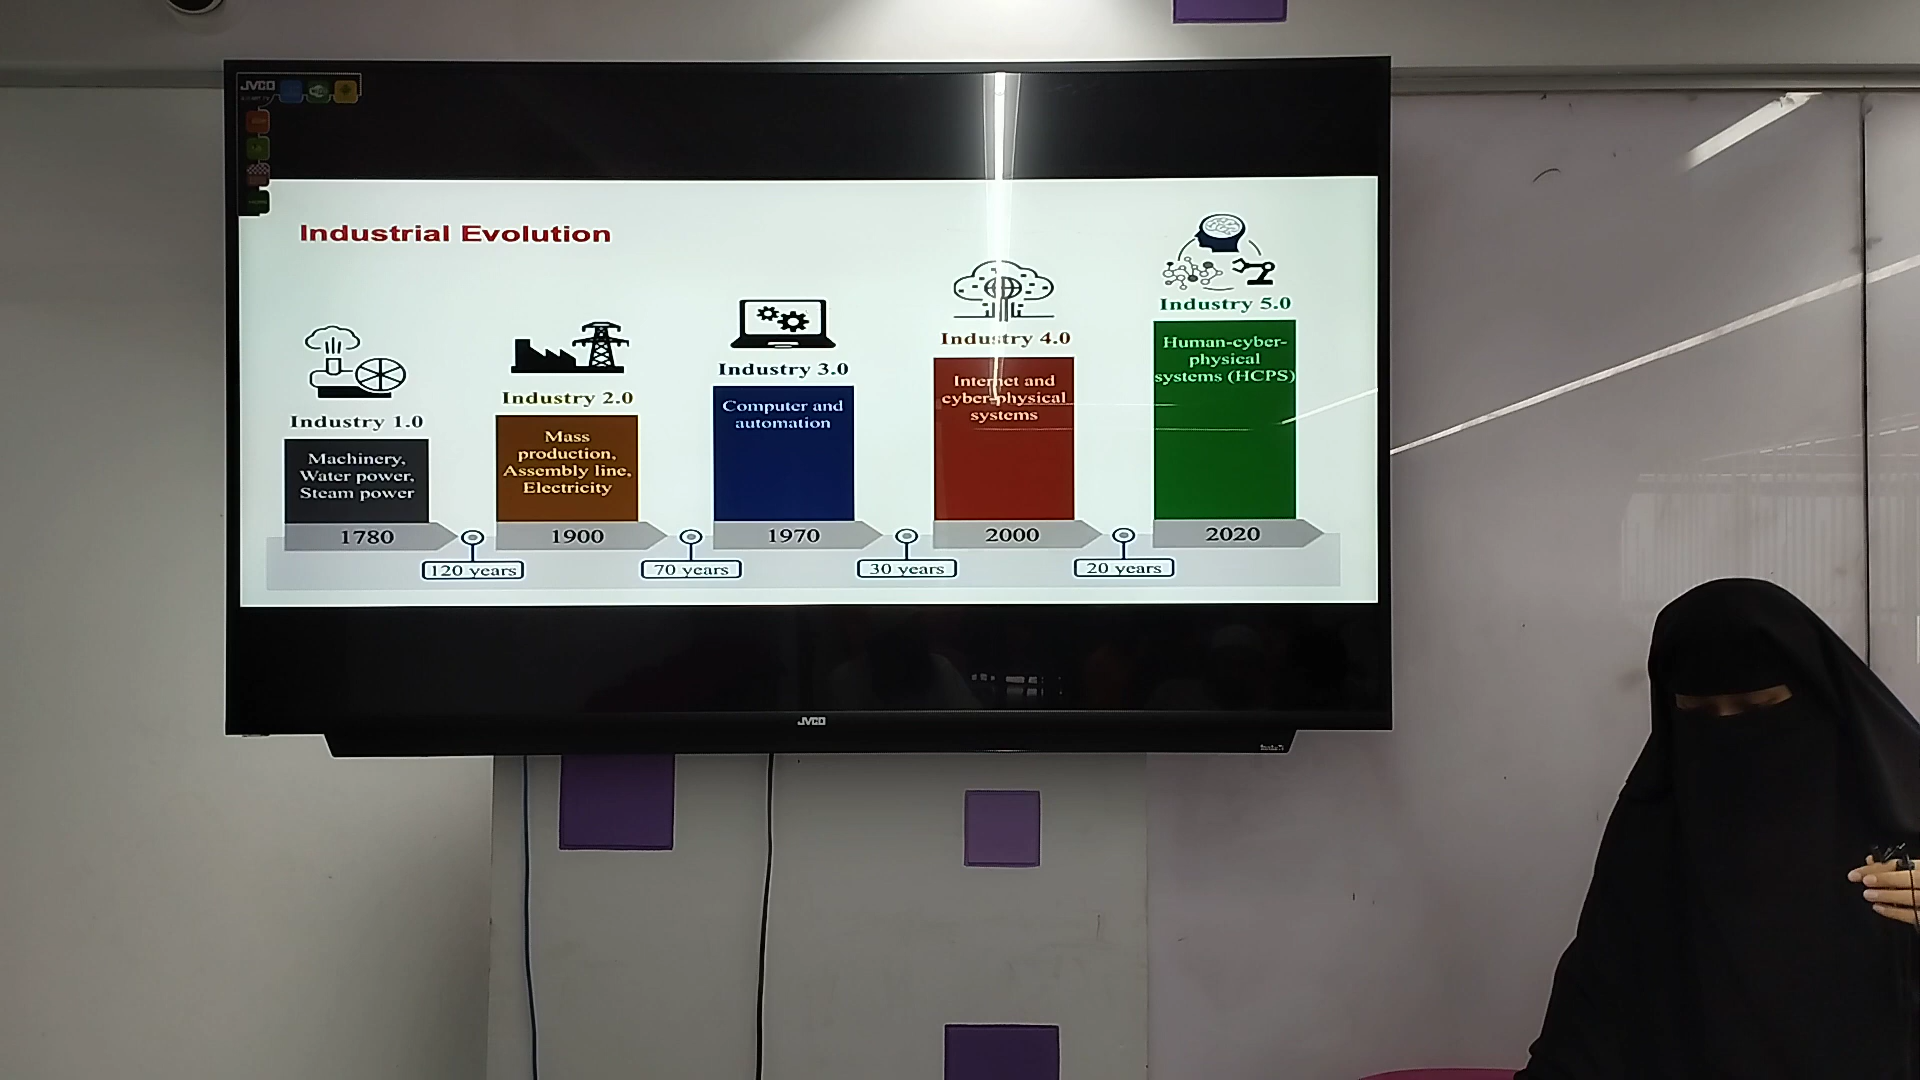 JVCO
Industrial Evolution
Industry 5.0
Human-cyber-
physical
systems (HCPS)
Industry 4.0
Internet and
cyber-physical
systems
Industry 3.0
Computer and
automation
Industry 2.0
Mass
production,
Assembly line,
Electricity
Industry 1.0
Machinery,
Water power,
Steam power
1780
1900
1970
2000
2020
120 years
70 years
30 years
20 years
JVCO